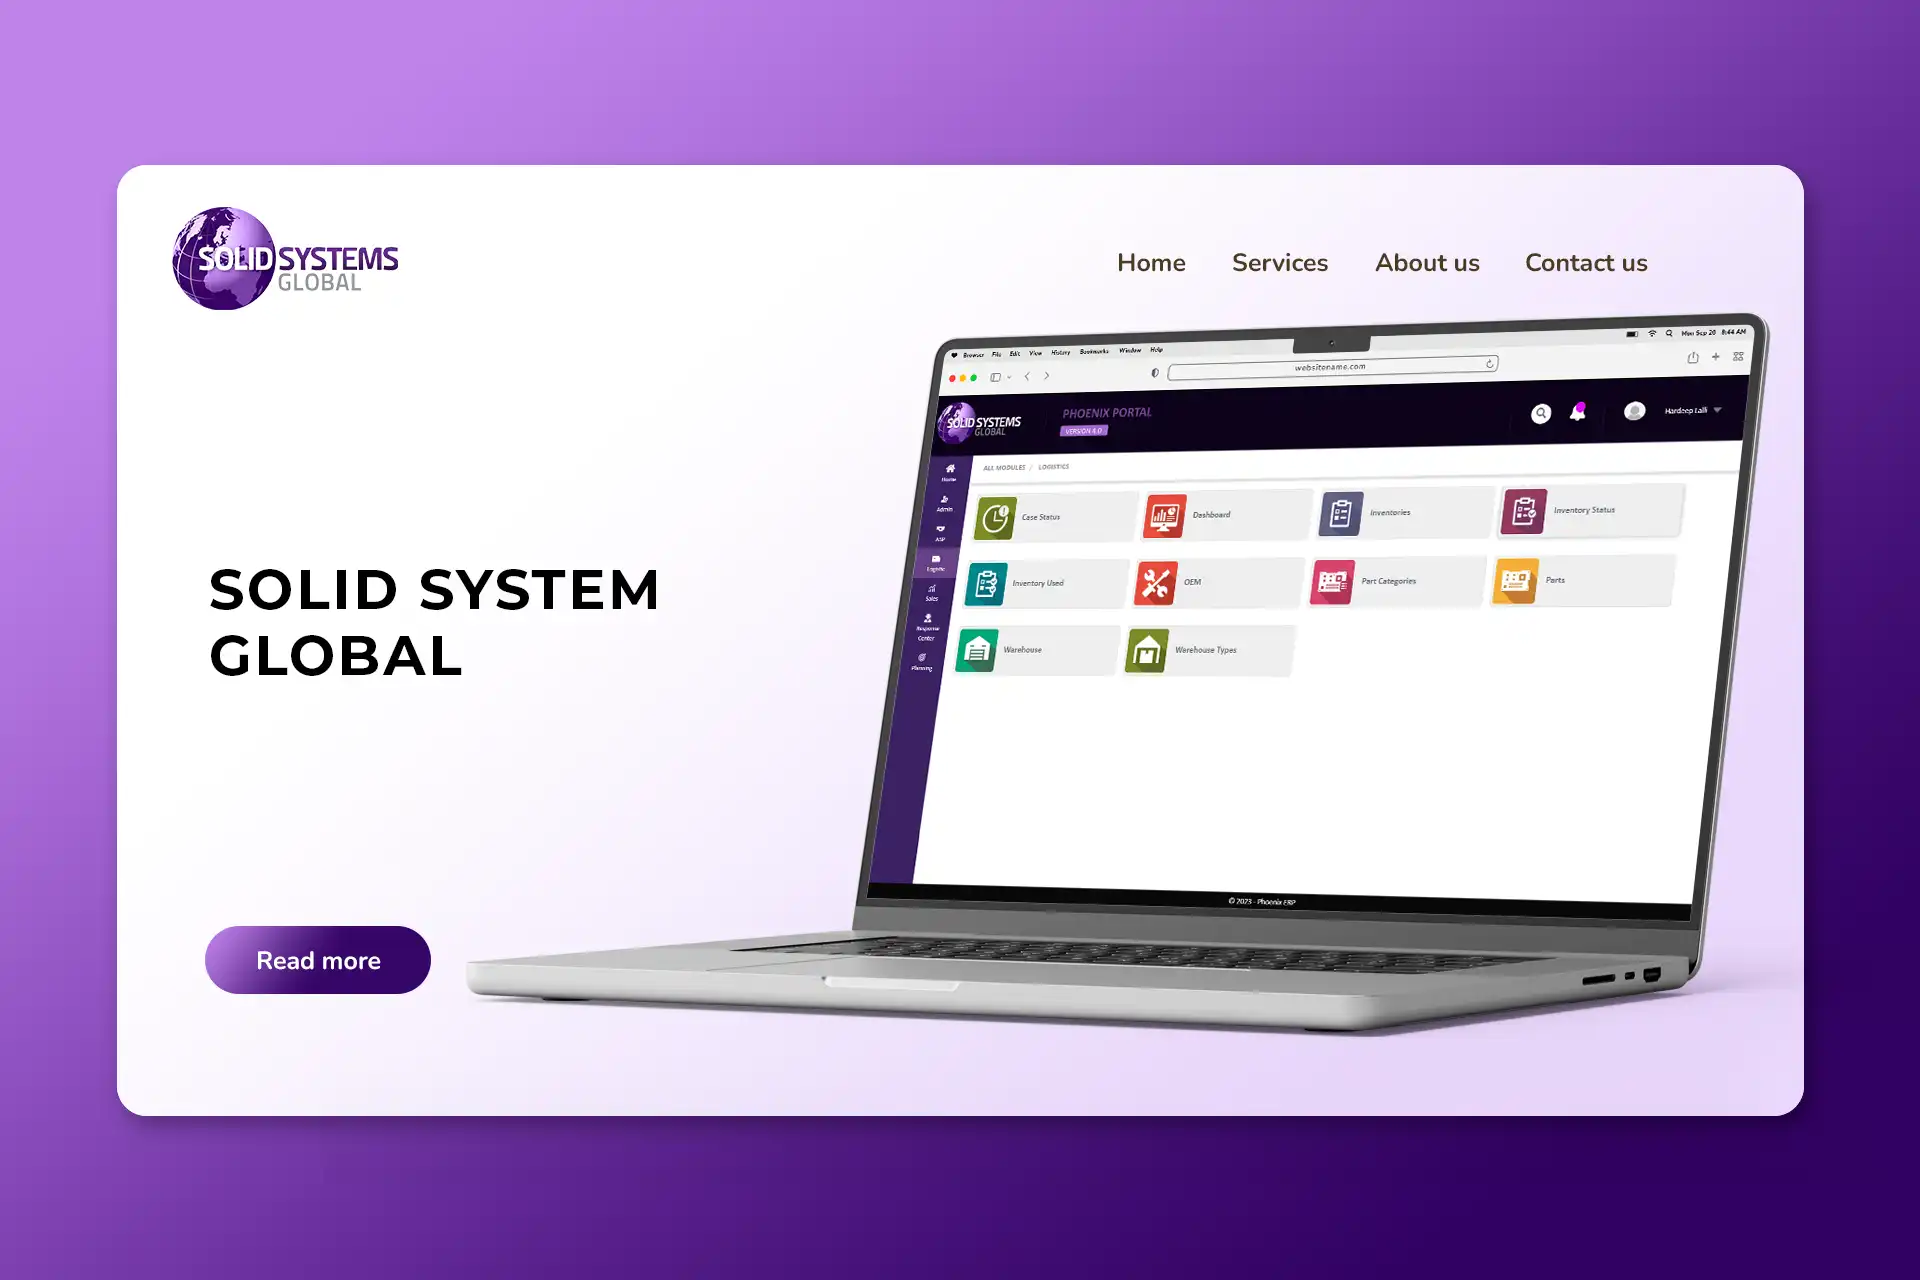 SOLID SYSTEMS
GLOBAL
Home Services About us Contact us
SOLID SYSTEM
GLOBAL
Read more
Browser File Edit View History Bookmarks Window Help
Mon Sep 20 8:44 AM
websitename.com
SOLID SYSTEMS
GLOBAL
PHOENIX PORTAL
VERSION 4.0
Hardeep Lalli
ALL MODULES / LOGISTICS
Home
Admin
ASP
Logistic
Sales
Response
Center
Planning
Case Status
Dashboard
Inventories
Inventory Status
Inventory Used
OEM
Part Categories
Parts
Warehouse
Warehouse Types
© 2023 - Phoenix ERP